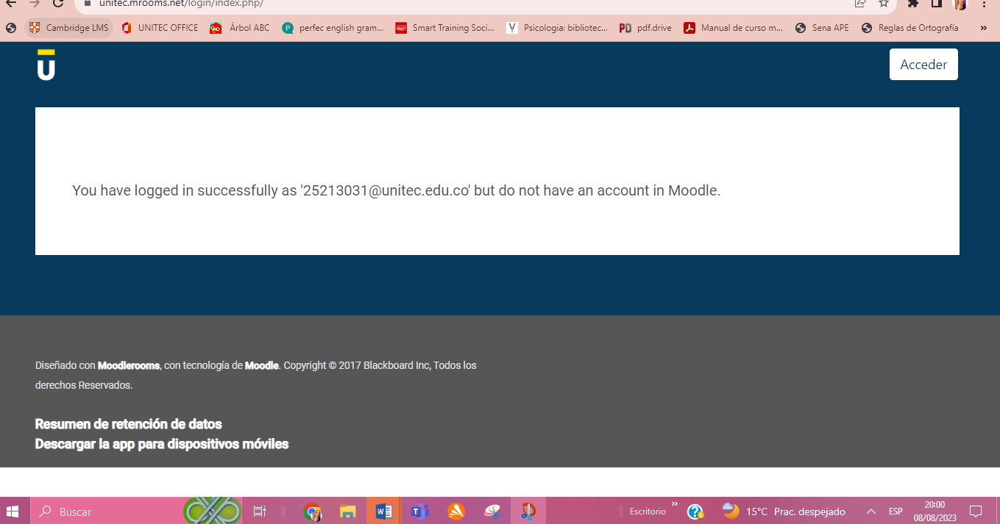 unitec.mrooms.net/login/index.php/
Cambridge LMS
UNITEC OFFICE
Árbol ABC
perfec english gram...
Smart Training Soci...
Psicologia: bibliotec...
pdf.drive
Manual de curso m...
Sena APE
Reglas de Ortografía
»
U
Acceder
You have logged in successfully as '25213031@unitec.edu.co' but do not have an account in Moodle.
Diseñado con Moodlerooms, con tecnología de Moodle. Copyright © 2017 Blackboard Inc, Todos los
derechos Reservados.
Resumen de retención de datos
Descargar la app para dispositivos móviles
Buscar
Escritorio
»
15°C Prac. despejado
ESP
20:00
08/08/2023